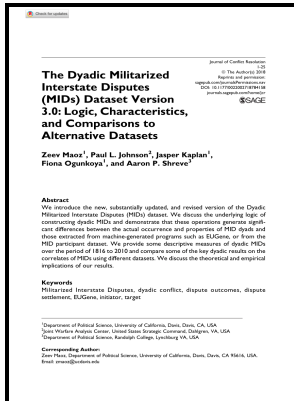 Check for updates
Journal of Conflict Resolution
1-25
© The Author(s) 2018
Reprints and permission:
sagepub.com/journalsPermissions.nav
DOI: 10.1177/0022002718784158
journals.sagepub.com/home/jcr
SAGE
The Dyadic Militarized
Interstate Disputes
(MIDs) Dataset Version
3.0: Logic, Characteristics,
and Comparisons to
Alternative Datasets
Zeev Maoz1, Paul L. Johnson2, Jasper Kaplan1,
Fiona Ogunkoya1, and Aaron P. Shreve3
Abstract
We introduce the new, substantially updated, and revised version of the Dyadic
Militarized Interstate Disputes (MIDs) dataset. We discuss the underlying logic of
constructing dyadic MIDs and demonstrate that these operations generate signifi-
cant differences between the actual occurrence and properties of MID dyads and
those extracted from machine-generated programs such as EUGene, or from the
MID participant dataset. We provide some descriptive measures of dyadic MIDs
over the period of 1816 to 2010 and compare some of the key dyadic results on the
correlates of MIDs using different datasets. We discuss the theoretical and empirical
implications of our results.
Keywords
Militarized Interstate Disputes, dyadic conflict, dispute outcomes, dispute
settlement, EUGene, initiator, target
1Department of Political Science, University of California, Davis, Davis, CA, USA
2Joint Warfare Analysis Center, United States Strategic Command, Dahlgren, VA, USA
3Department of Political Science, Randolph College, Lynchburg VA, USA
Corresponding Author:
Zeev Maoz, Department of Political Science, University of California, Davis, Davis, CA 95616, USA.
Email: zmaoz@ucdavis.edu